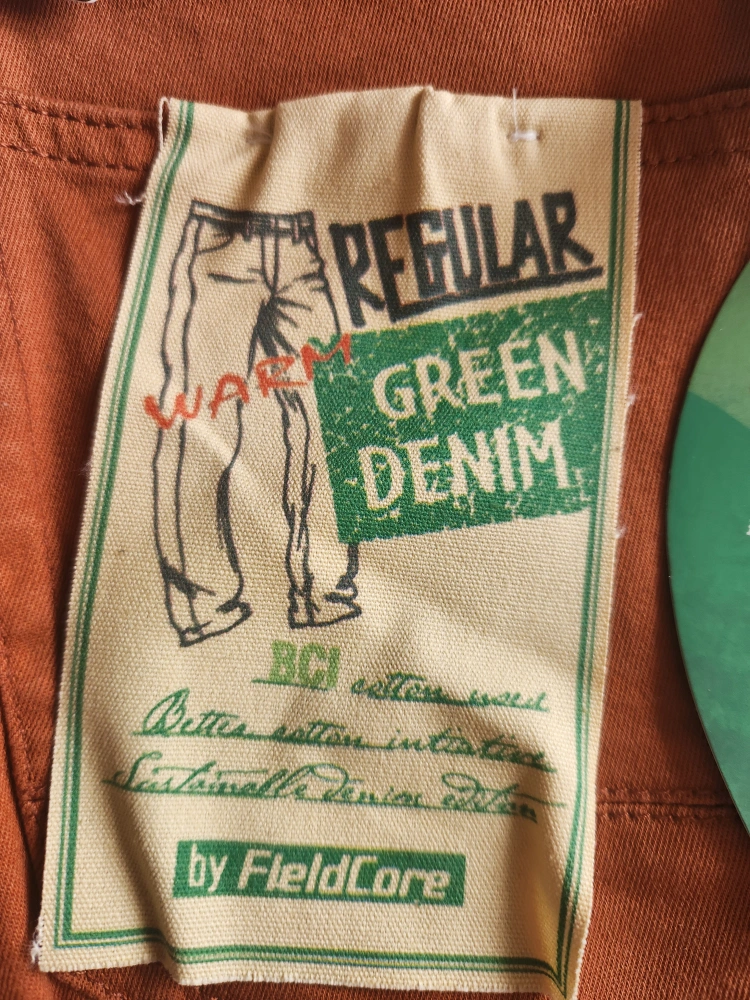 REGULAR
WARM
GREEN
DENIM
BCI cotton used
Better cotton initiative
Sustainable denim edition
by FieldCore